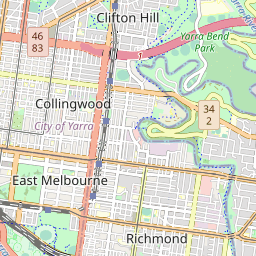 Clifton Hill
46
83
Yarra Bend
Park
Collingwood
34
2
City of Yarra
East Melbourne
Richmond